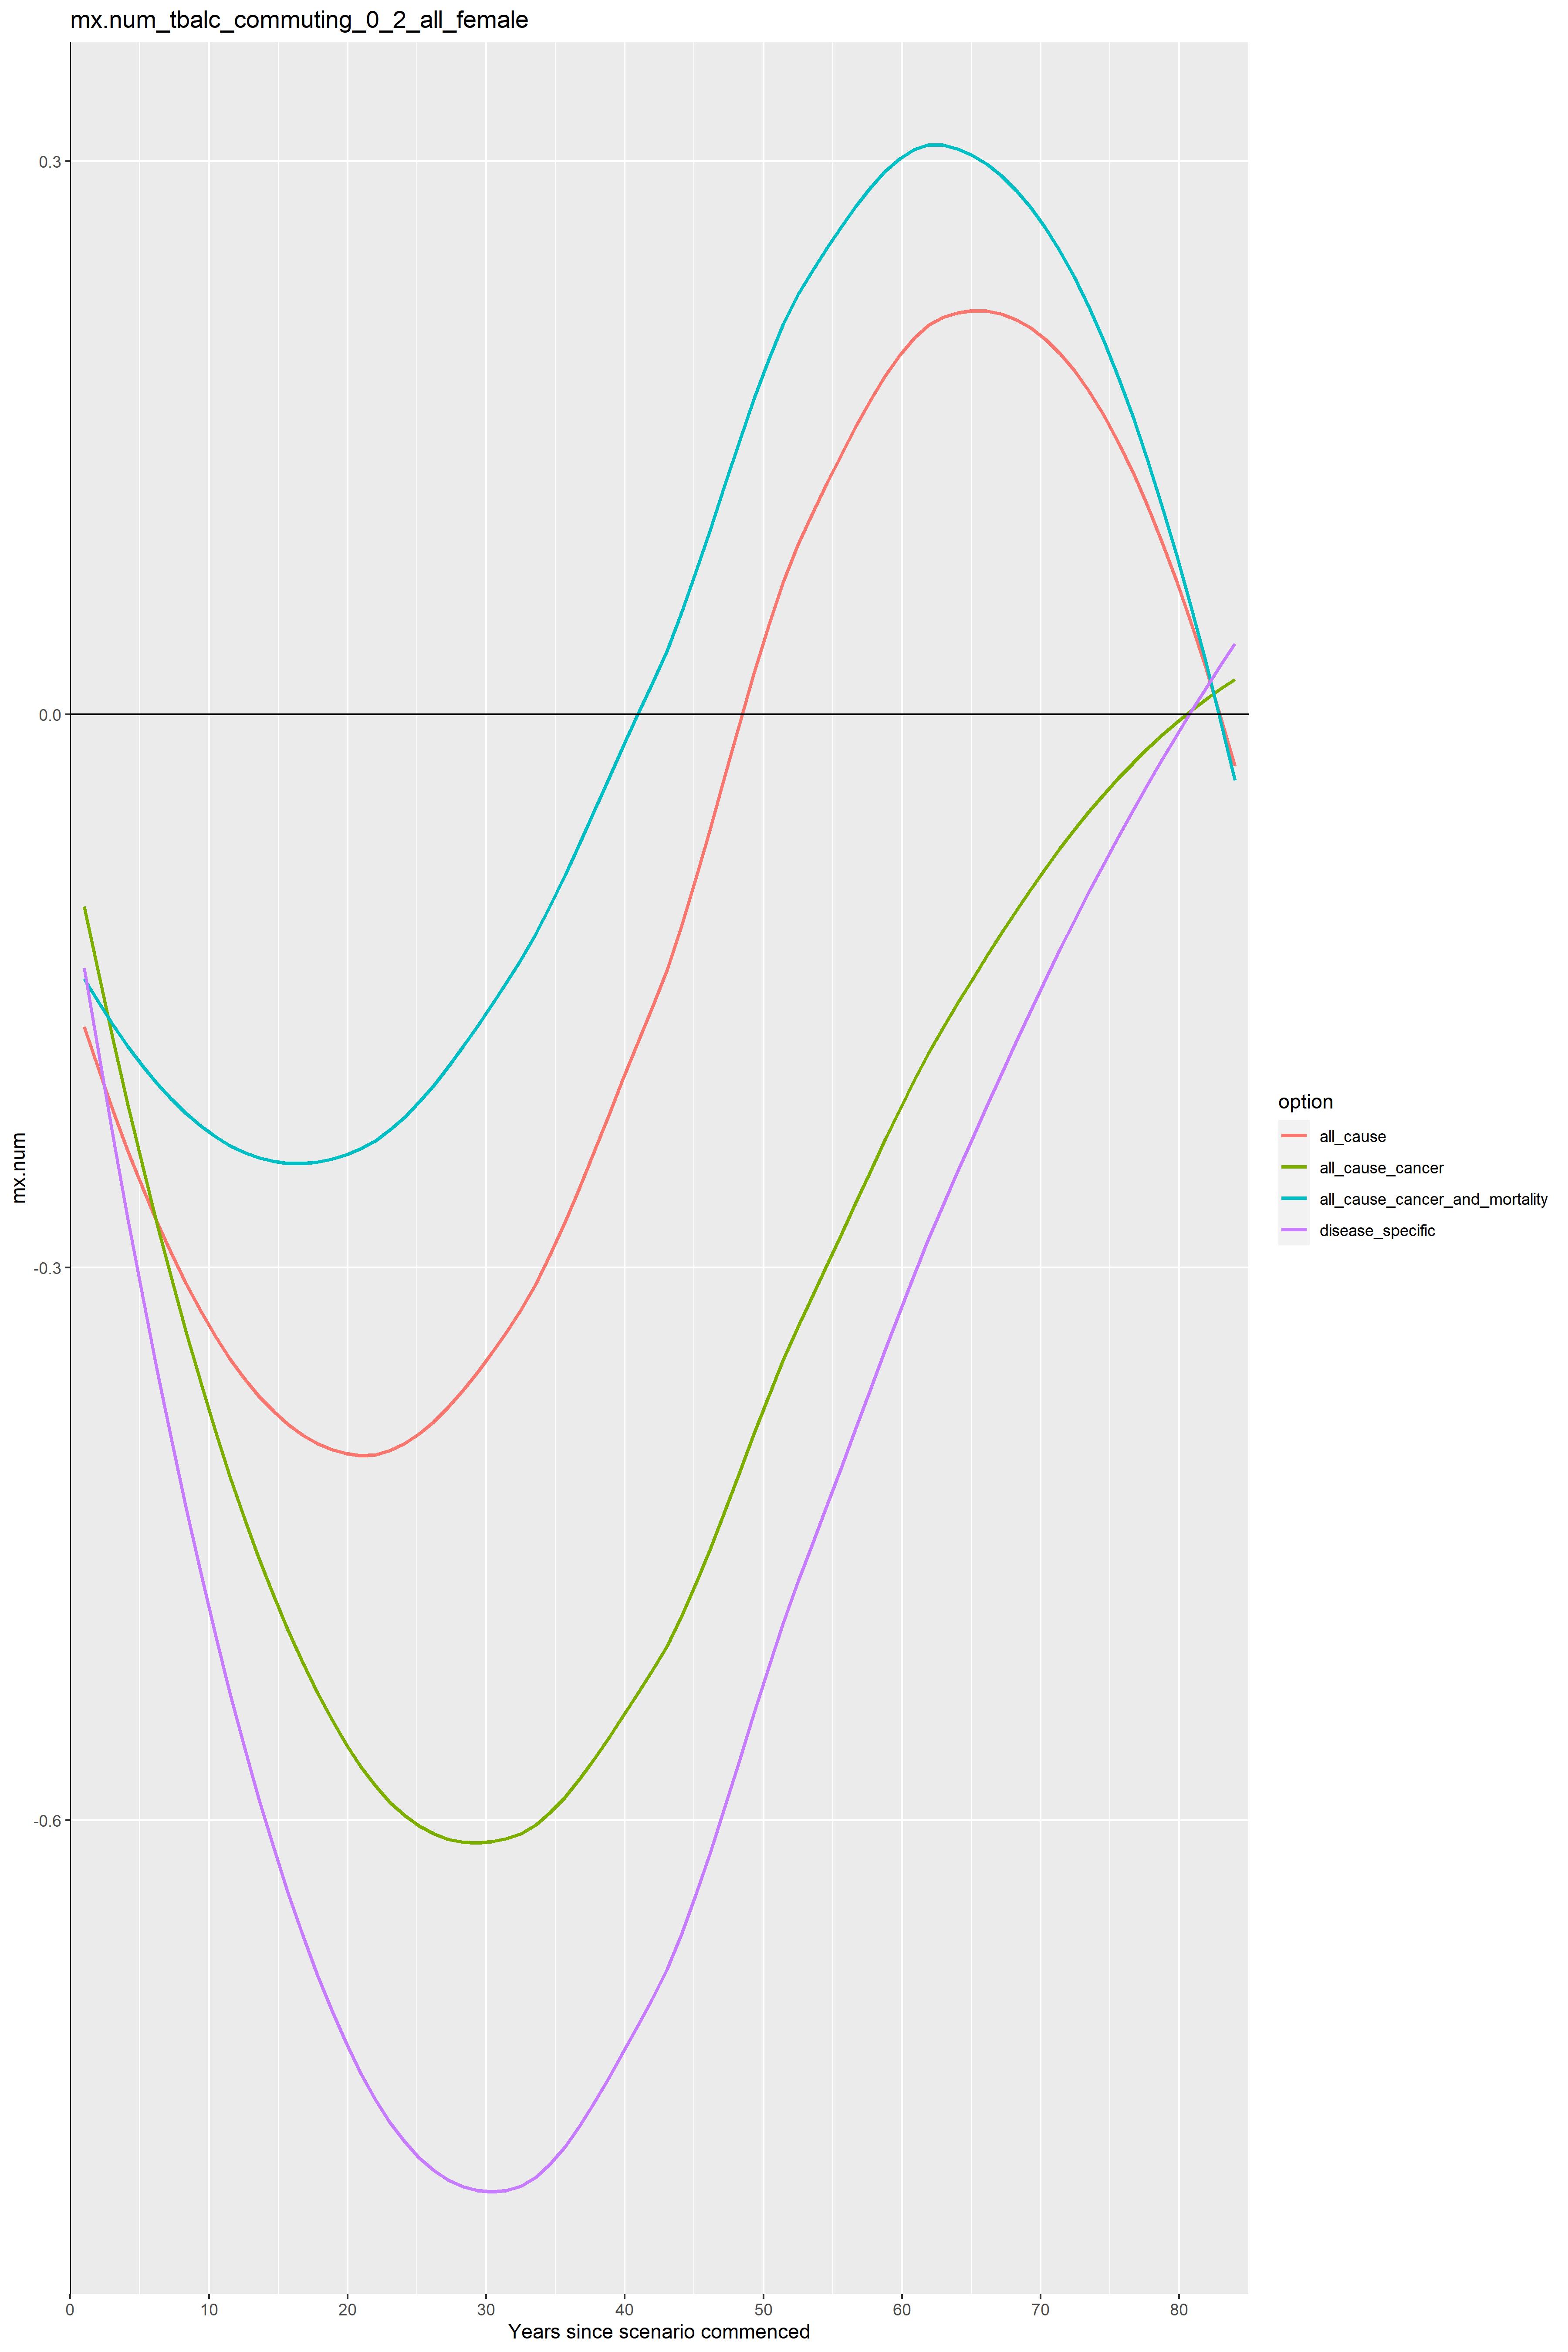 mx.num_tbalc_commuting_0_2_all_female
0.3
0.0
-0.3
-0.6
mx.num
0 10 20 30 40 50 60 70 80
Years since scenario commenced
option
all_cause
all_cause_cancer
all_cause_cancer_and_mortality
disease_specific